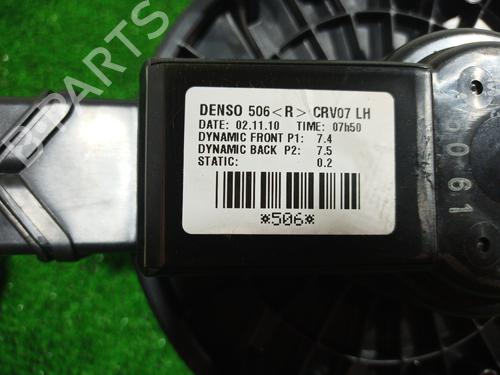 DENSO 506<R> CRV07 LH
DATE: 02.11.10 TIME: 07h50
DYNAMIC FRONT P1: 7.4
DYNAMIC BACK P2: 7.5
STATIC: 0.2
*506*
B-PARTS